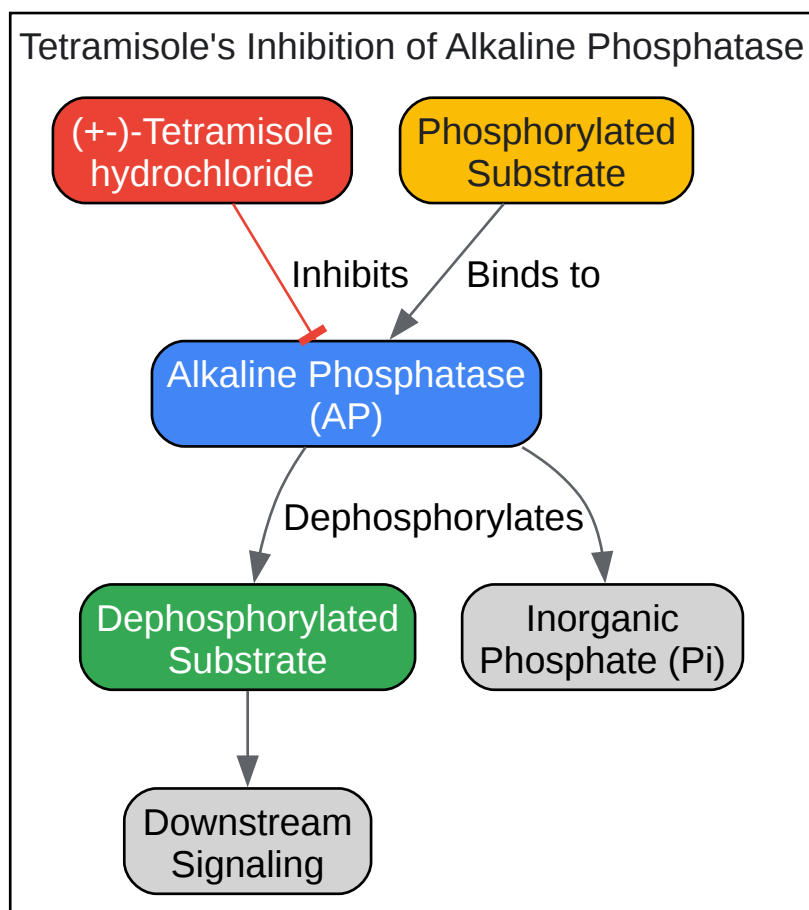 Tetramisole's Inhibition of Alkaline Phosphatase
(+-)-Tetramisole
hydrochloride
Phosphorylated
Substrate
Inhibits
Binds to
Alkaline Phosphatase
(AP)
Dephosphorylates
Dephosphorylated
Substrate
Inorganic
Phosphate (Pi)
Downstream
Signaling